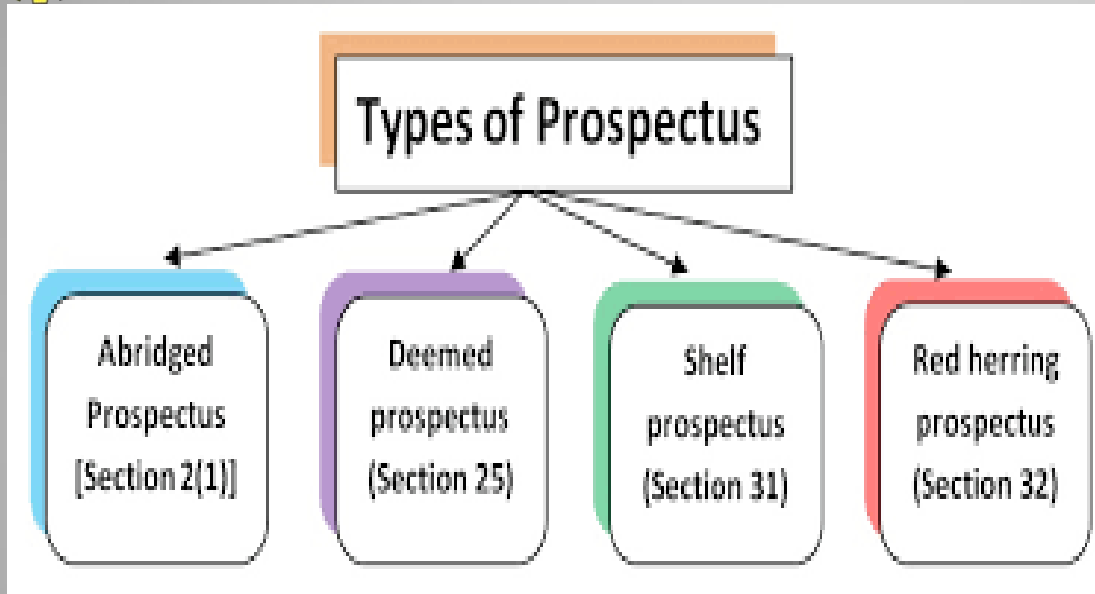 Types of Prospectus
Abridged
Prospectus
[Section 2(1)]
Deemed
prospectus
(Section 25)
Shelf
prospectus
(Section 31)
Red herring
prospectus
(Section 32)